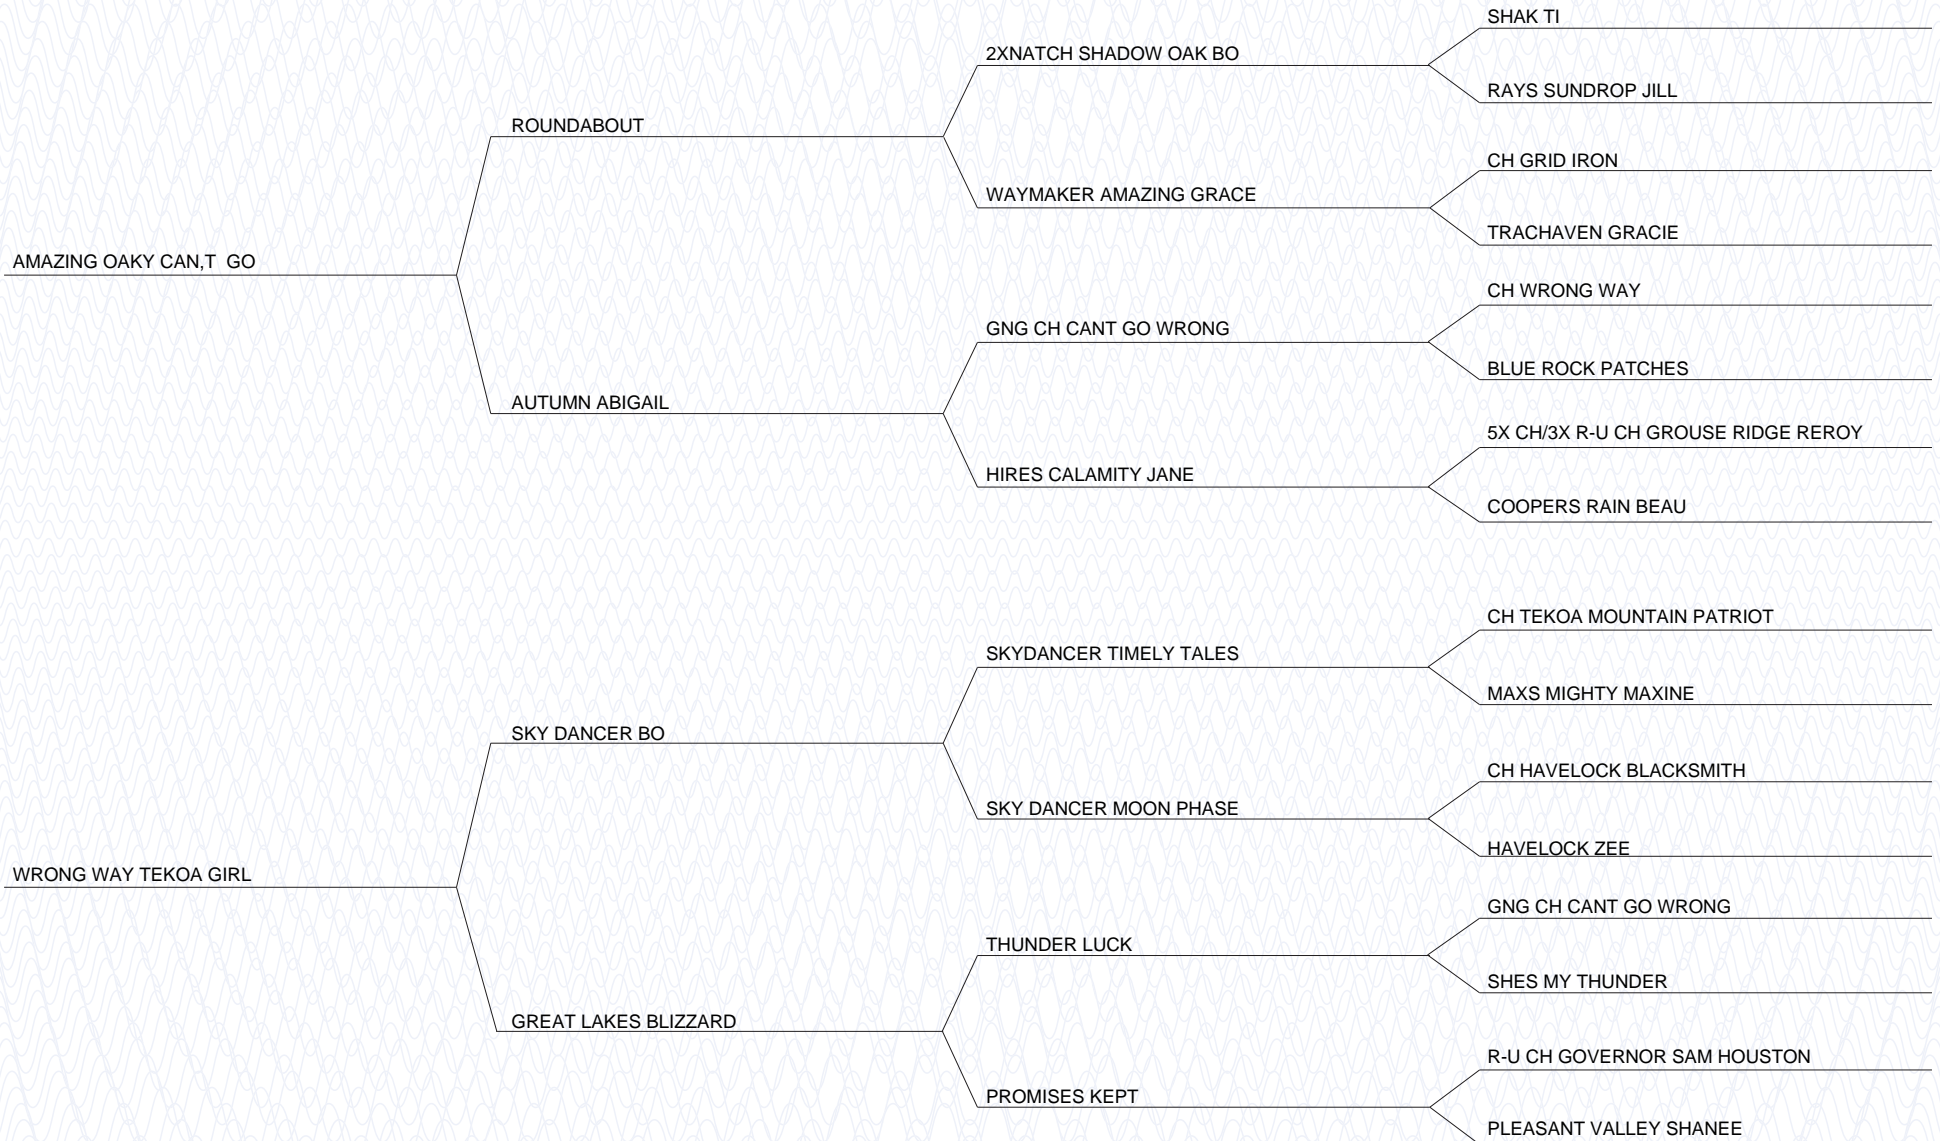 SHAK TI
2XNATCH SHADOW OAK BO
RAYS SUNDROP JILL
ROUNDABOUT
CH GRID IRON
WAYMAKER AMAZING GRACE
TRACHAVEN GRACIE
AMAZING OAKY CAN,T  GO
CH WRONG WAY
GNG CH CANT GO WRONG
BLUE ROCK PATCHES
AUTUMN ABIGAIL
5X CH/3X R-U CH GROUSE RIDGE REROY
HIRES CALAMITY JANE
COOPERS RAIN BEAU
CH TEKOA MOUNTAIN PATRIOT
SKYDANCER TIMELY TALES
MAXS MIGHTY MAXINE
SKY DANCER BO
CH HAVELOCK BLACKSMITH
SKY DANCER MOON PHASE
HAVELOCK ZEE
WRONG WAY TEKOA GIRL
GNG CH CANT GO WRONG
THUNDER LUCK
SHES MY THUNDER
GREAT LAKES BLIZZARD
R-U CH GOVERNOR SAM HOUSTON
PROMISES KEPT
PLEASANT VALLEY SHANEE